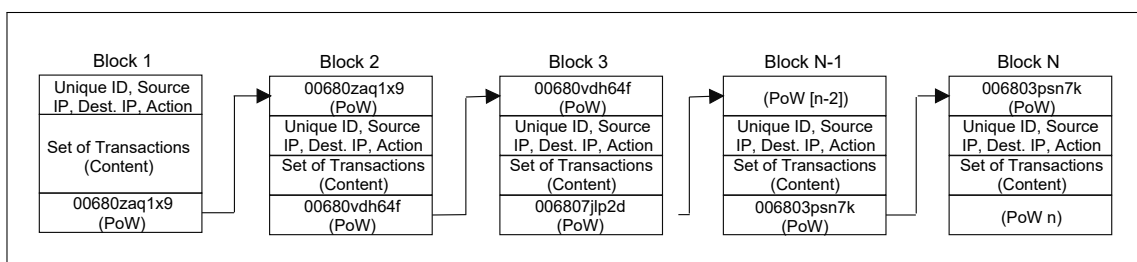 Block 1
Unique ID, Source
IP, Dest. IP, Action
Set of Transactions
(Content)
00680zaq1x9
(PoW)
Block 2
00680zaq1x9
(PoW)
Unique ID, Source
IP, Dest. IP, Action
Set of Transactions
(Content)
00680vdh64f
(PoW)
Block 3
00680vdh64f
(PoW)
Unique ID, Source
IP, Dest. IP, Action
Set of Transactions
(Content)
006807jlp2d
(PoW)
Block N-1
(PoW [n-2])
Unique ID, Source
IP, Dest. IP, Action
Set of Transactions
(Content)
006803psn7k
(PoW)
Block N
006803psn7k
(PoW)
Unique ID, Source
IP, Dest. IP, Action
Set of Transactions
(Content)
(PoW n)